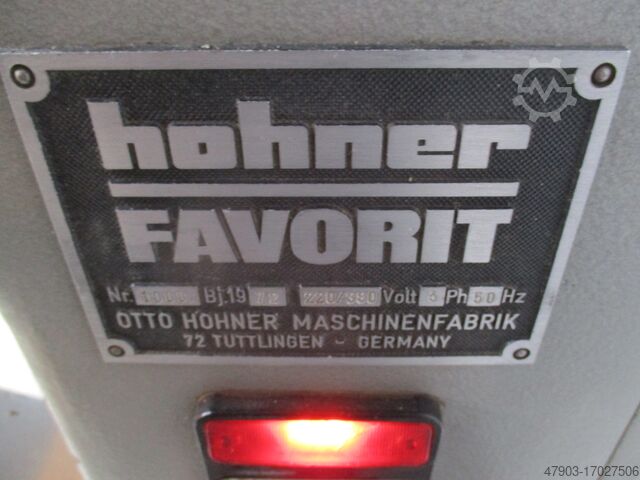 hohner
FAVORIT
Nr. Bj.19 72 220/380 Volt 3 Ph 50 Hz
OTTO HOHNER MASCHINENFABRIK
72 TUTTLINGEN - GERMANY
47903-17027506